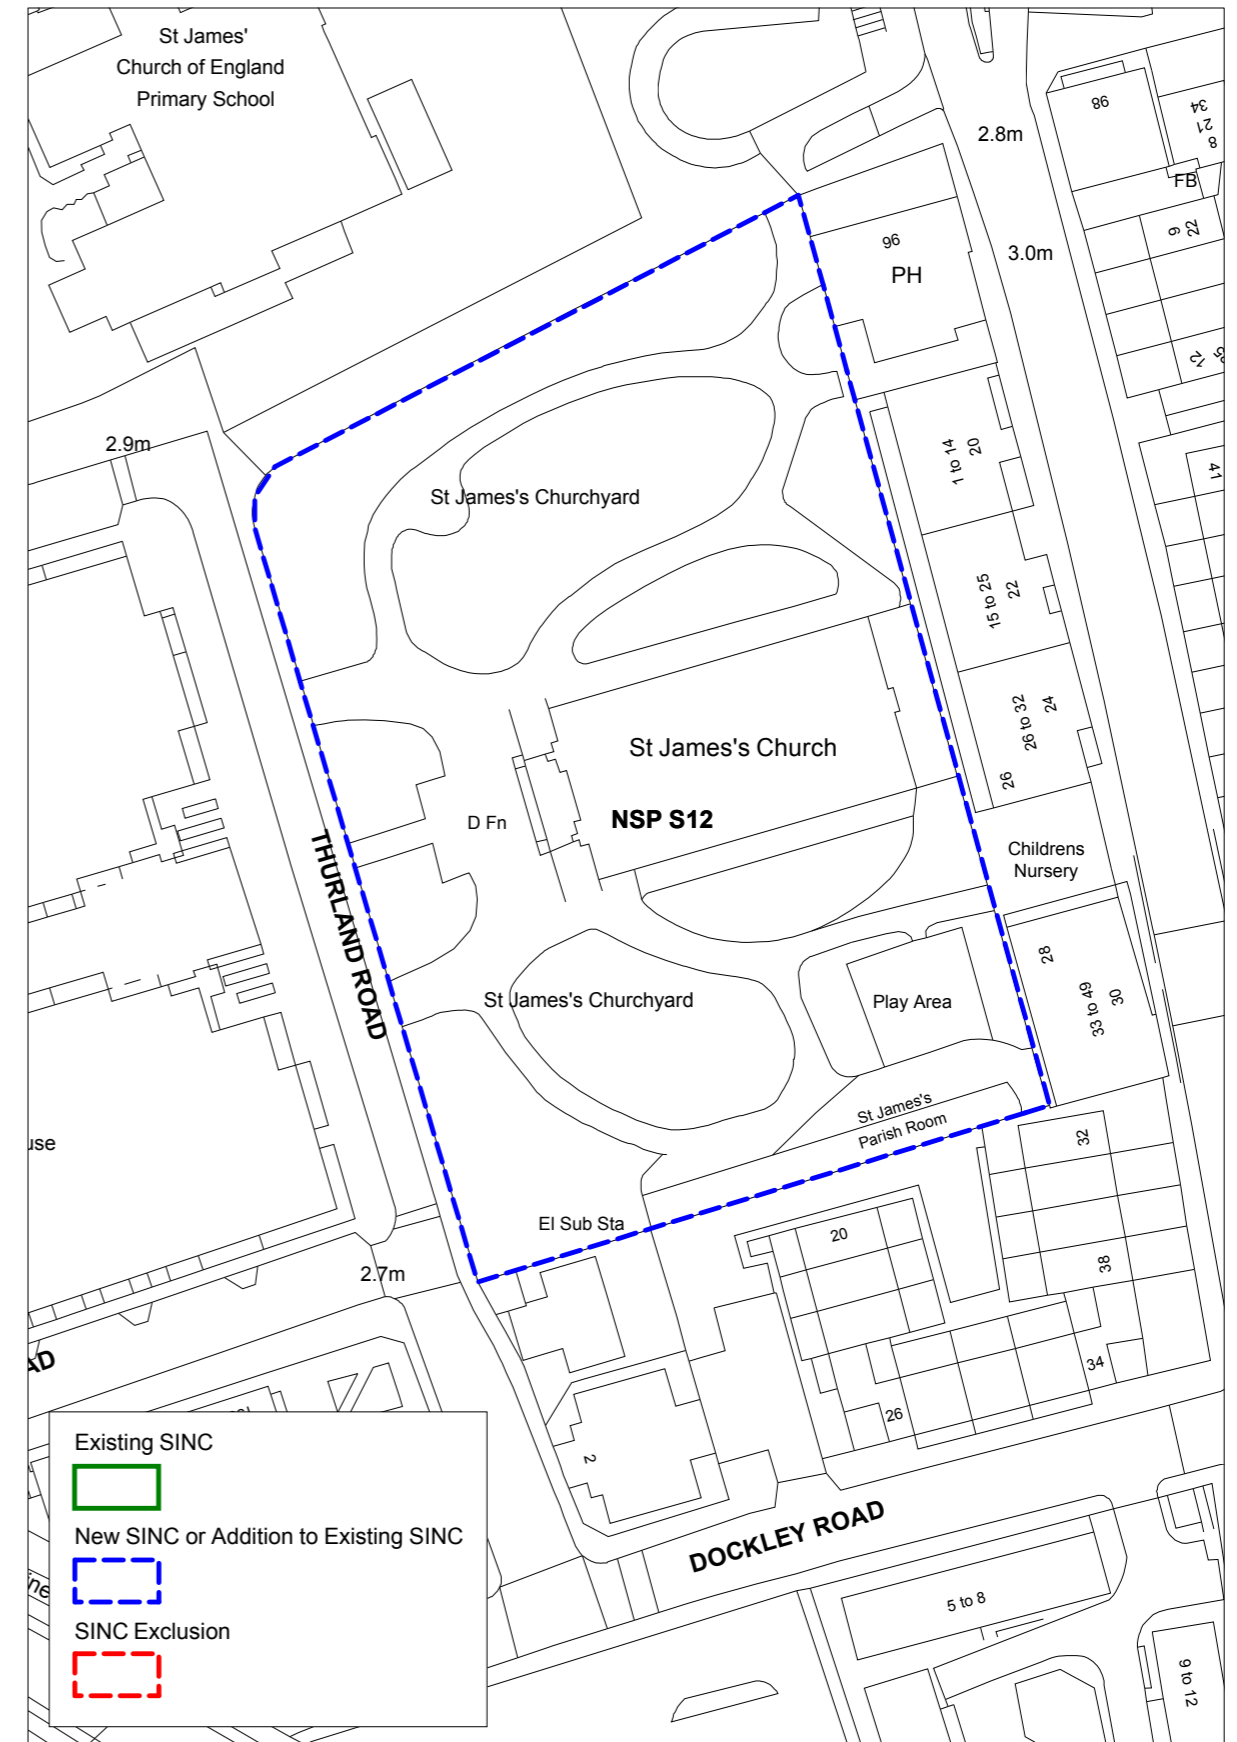 St James'
Church of England
Primary School
2.8m
98
34
21
8
FB
96
PH
3.0m
9
22
12
2.9m
St James's Churchyard
1 to 14
20
41
15 to 25
22
St James's Church
26 to 32
24
26
NSP S12
D Fn
THURLAND ROAD
Childrens
Nursery
St James's Churchyard
Play Area
28
33 to 49
30
St James's
Parish Room
use
32
El Sub Sta
20
2.7m
38
AD
34
26
2
Existing SINC
New SINC or Addition to Existing SINC
SINC Exclusion
DOCKLEY ROAD
5 to 8
9 to 12